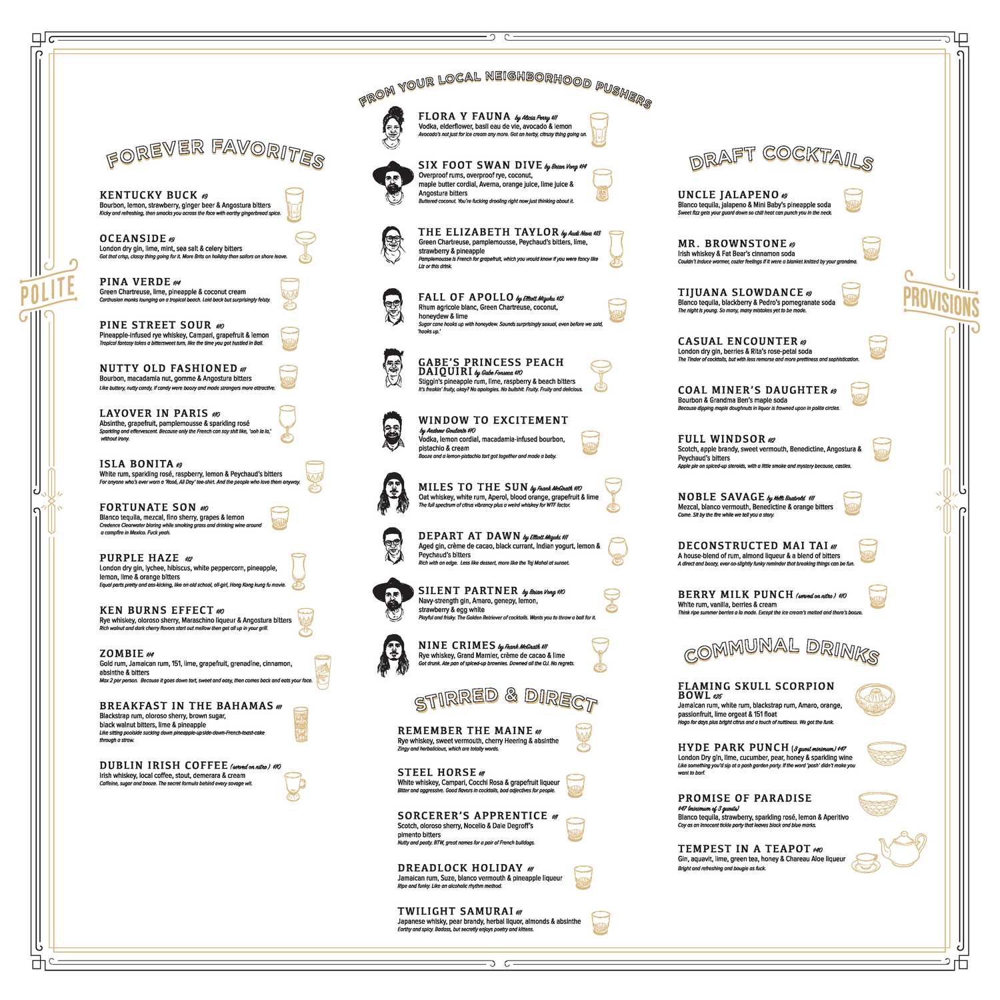 POLITE
PROVISIONS
FOREVER FAVORITES
KENTUCKY BUCK $9
Bourbon, lemon, strawberry, ginger beer & Angostura bitters
Kicky and refreshing, then smacks you across the face with earthy gingerbread spice.
OCEANSIDE $9
London dry gin, lime, mint, sea salt & celery bitters
Got that crisp, classy thing going for it. More Brits on holiday than sailors on shore leave.
PINA VERDE $14
Green Chartreuse, lime, pineapple & coconut cream
Carthusian monks lounging on a tropical beach. Laid back but surprisingly feisty.
PINE STREET SOUR $10
Pineapple-infused rye whiskey, Campari, grapefruit & lemon
Tropical fantasy takes a bittersweet turn, like the time you got hustled in Bali.
NUTTY OLD FASHIONED $11
Bourbon, macadamia nut, gomme & Angostura bitters
Like buttery, nutty candy, if candy were boozy and made strangers more attractive.
LAYOVER IN PARIS $10
Absinthe, grapefruit, pamplemousse & sparkling rosé
Sparkling and effervescent. Because only the French can say shit like, 'ooh la la,'
without irony.
ISLA BONITA $9
White rum, sparkling rosé, raspberry, lemon & Peychaud's bitters
For anyone who's ever worn a 'Rosé, All Day' tee-shirt. And the people who love them anyway.
FORTUNATE SON $10
Blanco tequila, mezcal, fino sherry, grapes & lemon
Credence Clearwater blaring while smoking grass and drinking wine around
a campfire in Mexico. Fuck yeah.
PURPLE HAZE $12
London dry gin, lychee, hibiscus, white peppercorn, pineapple,
lemon, lime & orange bitters
Equal parts pretty and ass-kicking, like an old school, all-girl, Hong Kong kung fu movie.
KEN BURNS EFFECT $10
Rye whiskey, oloroso sherry, Maraschino liqueur & Angostura bitters
Rich walnut and dark cherry flavors start out mellow then get all up in your grill.
ZOMBIE $14
Gold rum, Jamaican rum, 151, lime, grapefruit, grenadine, cinnamon,
absinthe & bitters
Max 2 per person. Because it goes down tart, sweet and easy, then comes back and eats your face.
BREAKFAST IN THE BAHAMAS $11
Blackstrap rum, oloroso sherry, brown sugar,
black walnut bitters, lime & pineapple
Like sitting poolside sucking down pineapple-upside-down-French-toast-cake
through a straw.
DUBLIN IRISH COFFEE (served on nitro) $10
Irish whiskey, local coffee, stout, demerara & cream
Caffeine, sugar and booze. The secret formula behind every savage wit.
FROM YOUR LOCAL NEIGHBORHOOD PUSHERS
FLORA Y FAUNA by Alicia Perry $11
Vodka, elderflower, basil eau de vie, avocado & lemon
Avocado's not just for ice cream any more. Got an herby, citrusy thing going on.
SIX FOOT SWAN DIVE by Brian Vong $14
Overproof rums, overproof rye, coconut,
maple butter cordial, Averna, orange juice, lime juice &
Angostura bitters
Buttered coconut. You're fucking drooling right now just thinking about it.
THE ELIZABETH TAYLOR by Audi Nava $13
Green Chartreuse, pamplemousse, Peychaud's bitters, lime,
strawberry & pineapple
Pamplemousse is French for grapefruit, which you would know if you were fancy like
Liz or this drink.
FALL OF APOLLO by Elliott Mizuki $12
Rhum agricole blanc, Green Chartreuse, coconut,
honeydew & lime
Sugar cane hooks up with honeydew. Sounds surprisingly sexual, even before we said,
'hooks up.'
GABE'S PRINCESS PEACH
DAIQUIRI by Gabe Fonseca $10
Stiggin's pineapple rum, lime, raspberry & beach bitters
It's freakin' fruity, okay? No apologies. No bullshit. Fruity. Fruity and delicious.
WINDOW TO EXCITEMENT
by Andrew Goutarte $10
Vodka, lemon cordial, macadamia-infused bourbon,
pistachio & cream
Booze and a lemon-pistachio tart got together and made a baby.
MILES TO THE SUN by Frank McGrath $10
Oat whiskey, white rum, Aperol, blood orange, grapefruit & lime
The full spectrum of citrus vibrancy plus a weird whiskey for WTF factor.
DEPART AT DAWN by Elliott Mizuki $11
Aged gin, crème de cacao, black currant, Indian yogurt, lemon &
Peychaud's bitters
Rich with an edge. Less like dessert, more like the Taj Mahal at sunset.
SILENT PARTNER by Brian Vong $10
Navy-strength gin, Amaro, genepy, lemon,
strawberry & egg white
Playful and frisky. The Golden Retriever of cocktails. Wants you to throw a ball for it.
NINE CRIMES by Frank McGrath $11
Rye whiskey, Grand Marnier, crème de cacao & lime
Got drunk. Ate pan of spiced-up brownies. Downed all the OJ. No regrets.
STIRRED & DIRECT
REMEMBER THE MAINE $11
Rye whiskey, sweet vermouth, cherry Heering & absinthe
Zingy and herbalicious, which are totally words.
STEEL HORSE $11
White whiskey, Campari, Cocchi Rosa & grapefruit liqueur
Bitter and aggressive. Good flavors in cocktails, bad adjectives for people.
SORCERER'S APPRENTICE $11
Scotch, oloroso sherry, Nocello & Dale Degroff's
pimento bitters
Nutty and peaty. BTW, great names for a pair of French bulldogs.
DREADLOCK HOLIDAY $11
Jamaican rum, Suze, blanco vermouth & pineapple liqueur
Ripe and funky. Like an alcoholic rhythm method.
TWILIGHT SAMURAI $11
Japanese whisky, pear brandy, herbal liquor, almonds & absinthe
Earthy and spicy. Badass, but secretly enjoys poetry and kittens.
DRAFT COCKTAILS
UNCLE JALAPENO $9
Blanco tequila, jalapeno & Mini Baby's pineapple soda
Sweet fizz gets your guard down so chili heat can punch you in the neck.
MR. BROWNSTONE $9
Irish whiskey & Fat Bear's cinnamon soda
Couldn't induce warmer, cozier feelings if it were a blanket knitted by your grandma.
TIJUANA SLOWDANCE $9
Blanco tequila, blackberry & Pedro's pomegranate soda
The night is young. So many, many mistakes yet to be made.
CASUAL ENCOUNTER $9
London dry gin, berries & Rita's rose-petal soda
The Tinder of cocktails, but with less remorse and more prettiness and sophistication.
COAL MINER'S DAUGHTER $9
Bourbon & Grandma Ben's maple soda
Because dipping maple doughnuts in liquor is frowned upon in polite circles.
FULL WINDSOR $12
Scotch, apple brandy, sweet vermouth, Benedictine, Angostura &
Peychaud's bitters
Apple pie on spiced-up steroids, with a little smoke and mystery because, castles.
NOBLE SAVAGE by Kelli Bratvold $11
Mezcal, blanco vermouth, Benedictine & orange bitters
Come. Sit by the fire while we tell you a story.
DECONSTRUCTED MAI TAI $11
A house-blend of rum, almond liqueur & a blend of bitters
A direct and boozy, ever-so-slightly funky reminder that breaking things can be fun.
BERRY MILK PUNCH (served on nitro) $10
White rum, vanilla, berries & cream
Think ripe summer berries a la mode. Except the ice cream's melted and there's booze.
COMMUNAL DRINKS
FLAMING SKULL SCORPION
BOWL $25
Jamaican rum, white rum, blackstrap rum, Amaro, orange,
passionfruit, lime orgeat & 151 float
Hogo for days plus bright citrus and a touch of nuttiness. We got the funk.
HYDE PARK PUNCH (3 guest minimum) $47
London Dry gin, lime, cucumber, pear, honey & sparkling wine
Like something you'd sip at a posh garden party. If the word 'posh' didn't make you
want to barf.
PROMISE OF PARADISE
$47 (minimum of 3 guests)
Blanco tequila, strawberry, sparkling rosé, lemon & Aperitivo
Coy as an innocent tickle party that leaves black and blue marks.
TEMPEST IN A TEAPOT $40
Gin, aquavit, lime, green tea, honey & Chareau Aloe liqueur
Bright and refreshing and bougie as fuck.